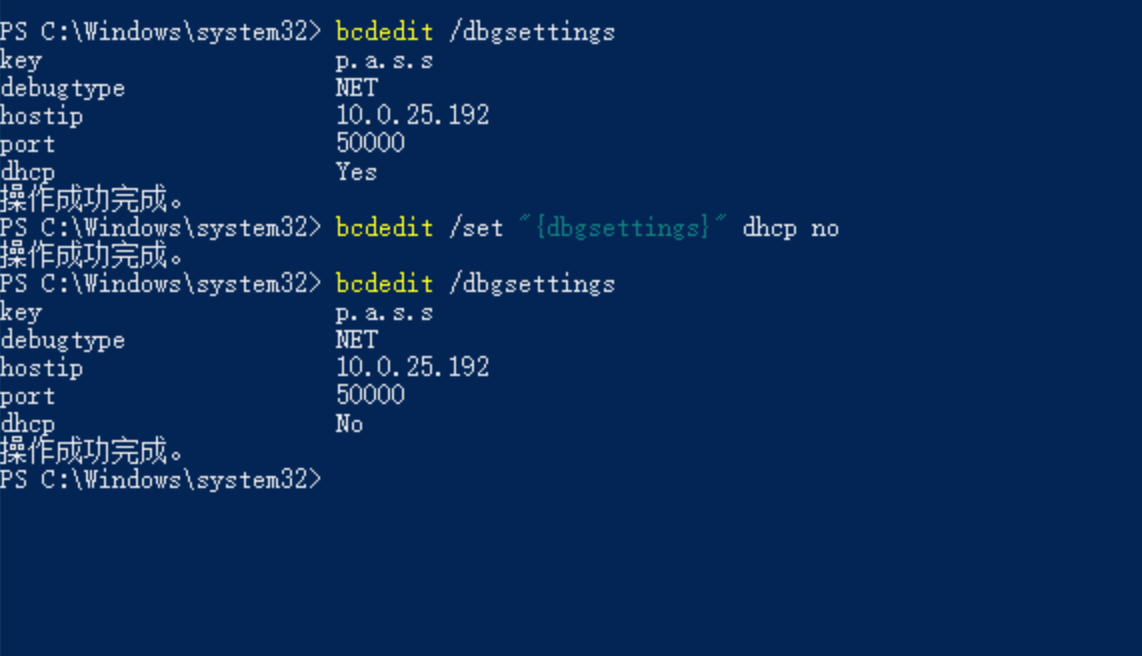 PS C:\Windows\system32> bcdedit /dbgsettings
key                     p.a.s.s
debugtype               NET
hostip                  10.0.25.192
port                    50000
dhcp                    Yes
操作成功完成。
PS C:\Windows\system32> bcdedit /set "{dbgsettings}" dhcp no
操作成功完成。
PS C:\Windows\system32> bcdedit /dbgsettings
key                     p.a.s.s
debugtype               NET
hostip                  10.0.25.192
port                    50000
dhcp                    No
操作成功完成。
PS C:\Windows\system32>